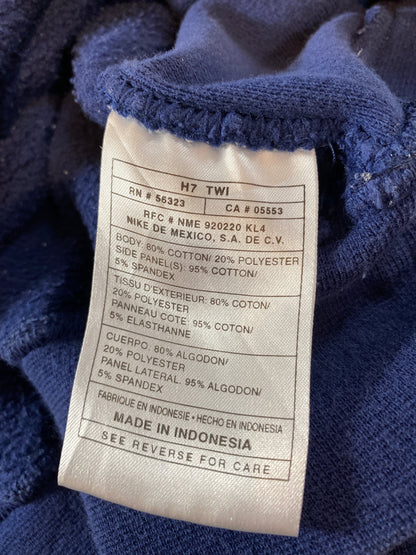 H7 TWI
RN # 56323 CA # 05553
RFC # NME 920220 KL4
NIKE DE MEXICO, S.A. DE C.V.
BODY: 80% COTTON/ 20% POLYESTER
SIDE PANEL(S): 95% COTTON/
5% SPANDEX
TISSU D'EXTERIEUR: 80% COTON/
20% POLYESTER
PANNEAU COTE: 95% COTON/
5% ELASTHANNE
CUERPO: 80% ALGODON/
20% POLYESTER
PANEL LATERAL: 95% ALGODON/
5% SPANDEX
FABRIQUE EN INDONESIE • HECHO EN INDONESIA
MADE IN INDONESIA
SEE REVERSE FOR CARE